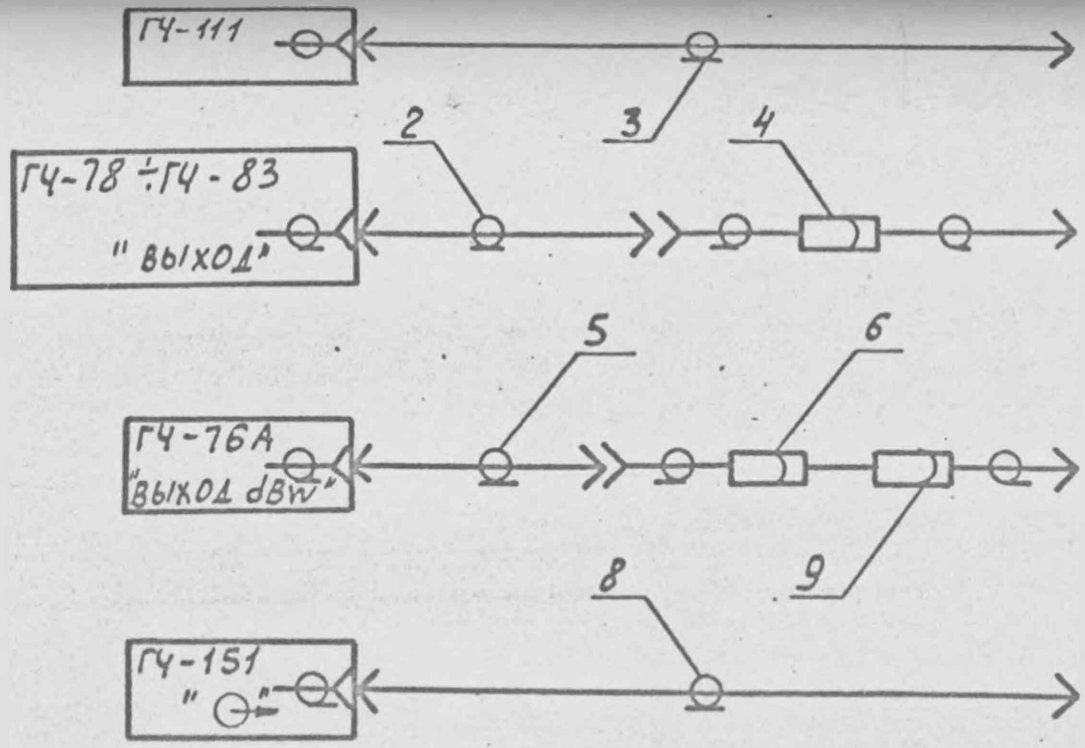 ГЧ-111
2
3
4
ГЧ-78 ÷ ГЧ-83
"ВЫХОД"
5
6
ГЧ-76А
"ВЫХОД dBW"
8
9
ГЧ-151
" "